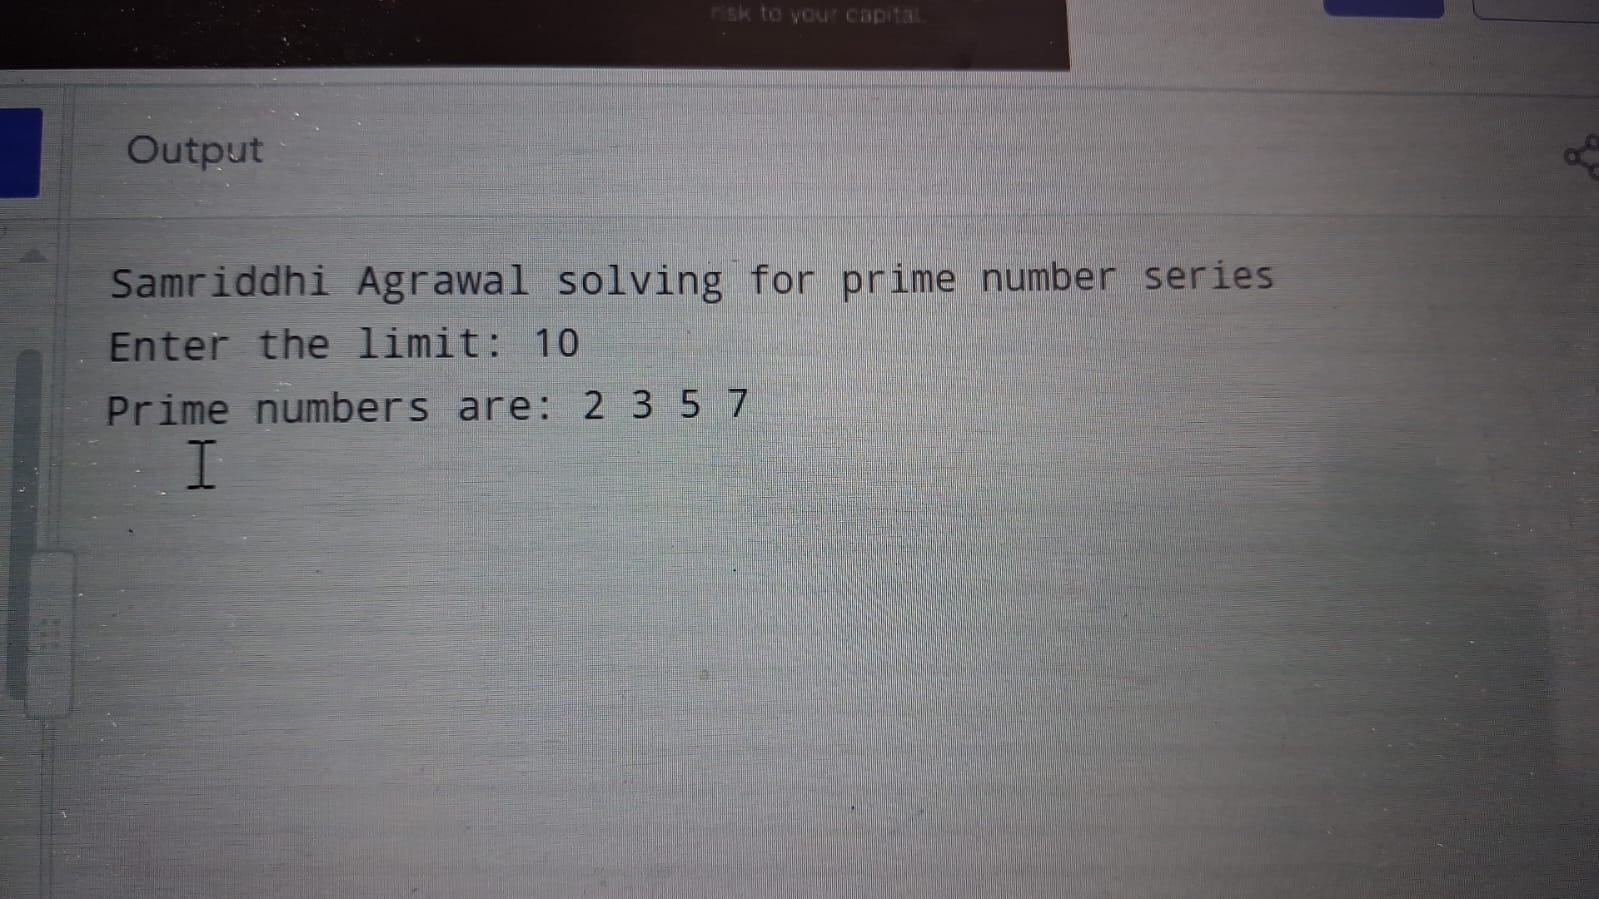 risk to your capital.
Output
Samriddhi Agrawal solving for prime number series
Enter the limit: 10
Prime numbers are: 2 3 5 7